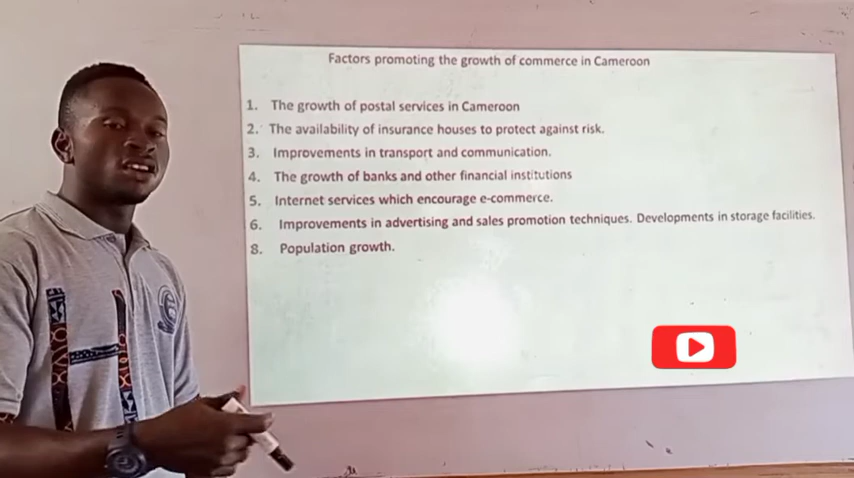 Factors promoting the growth of commerce in Cameroon
1. The growth of postal services in Cameroon
2. The availability of insurance houses to protect against risk.
3. Improvements in transport and communication.
4. The growth of banks and other financial institutions
5. Internet services which encourage e-commerce.
6. Improvements in advertising and sales promotion techniques. Developments in storage facilities.
8. Population growth.